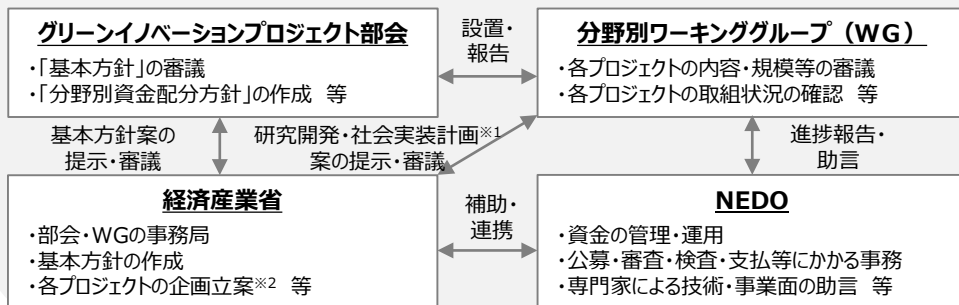 グリーンイノベーションプロジェクト部会
・「基本方針」の審議
・「分野別資金配分方針」の作成 等
設置・
報告
分野別ワーキンググループ（WG）
・各プロジェクトの内容・規模等の審議
・各プロジェクトの取組状況の確認 等
基本方針案の
提示・審議
研究開発・社会実装計画※1
案の提示・審議
進捗報告・
助言
経済産業省
・部会・WGの事務局
・基本方針の作成
・各プロジェクトの企画立案※2 等
補助・
連携
NEDO
・資金の管理・運用
・公募・審査・検査・支払等にかかる事務
・専門家による技術・事業面の助言 等